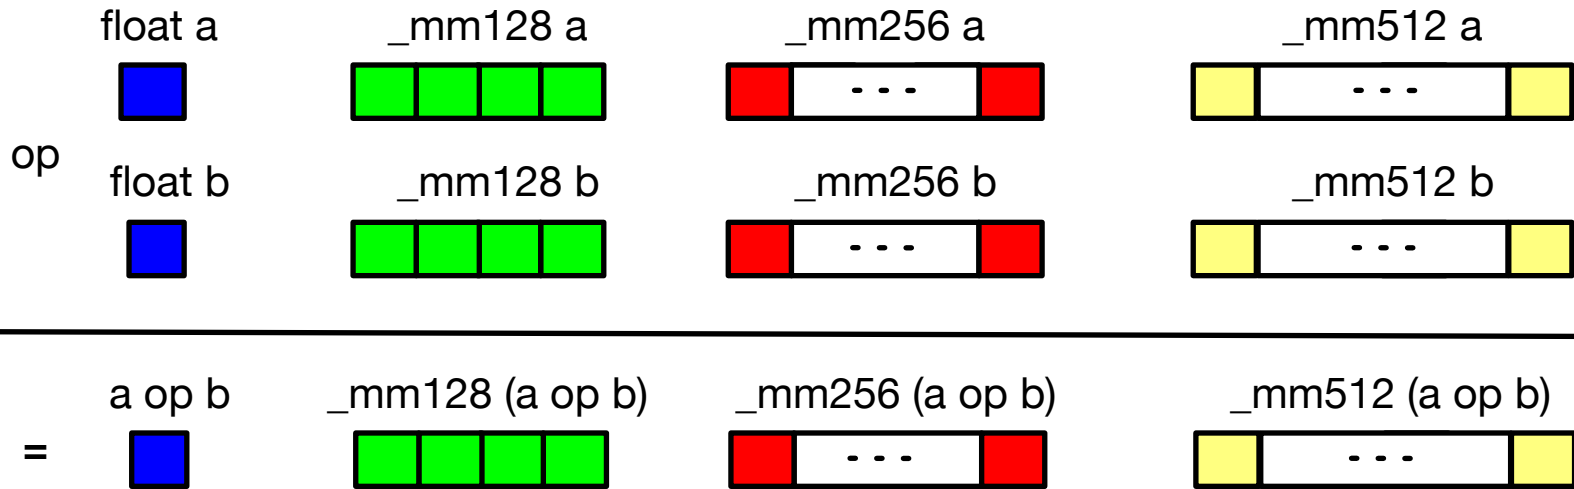 float a _mm128 a _mm256 a _mm512 a
- - - - - -
op
float b _mm128 b _mm256 b _mm512 b
- - - - - -
a op b _mm128 (a op b) _mm256 (a op b) _mm512 (a op b)
= - - - - - -